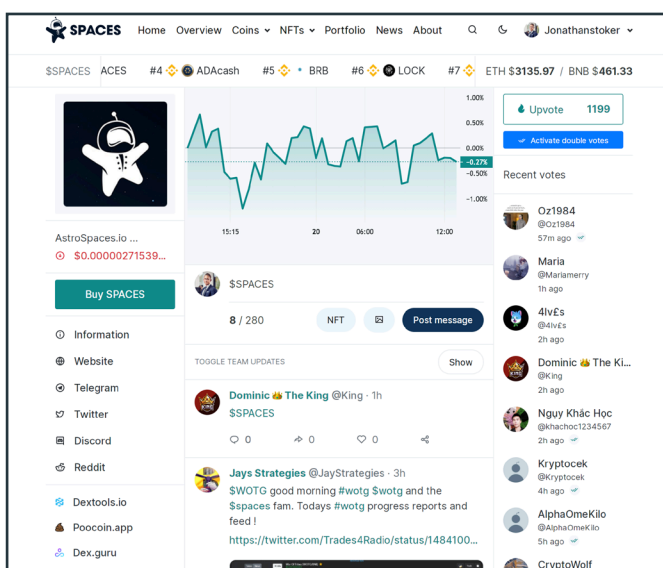 SPACES Home Overview Coins NFTs Portfolio News About Jonathanstoker
$SPACES ACES #4 ADAcash #5 BRB #6 LOCK #7 ETH $3135.97 / BNB $461.33
AstroSpaces.io ...
$0.00000271539...
Buy SPACES
Information
Website
Telegram
Twitter
Discord
Reddit
Dextools.io
Poocoin.app
Dex.guru
1.00%
0.50%
0.00%
-0.27%
-0.50%
-1.00%
15:15 20 06:00 12:00
$SPACES
8 / 280 NFT Post message
TOGGLE TEAM UPDATES Show
Dominic 👑 The King @King · 1h
$SPACES
0 0 0
Jays Strategies @JayStrategies · 3h
$WOTG good morning #wotg $wotg and the
$spaces fam. Todays #wotg progress reports and
feed !
https://twitter.com/Trades4Radio/status/1484100...
Upvote 1199
Activate double votes
Recent votes
Oz1984
@Oz1984
57m ago
Maria
@Mariamerry
1h ago
4lv£s
@4lv£s
2h ago
Dominic 👑 The Ki...
@King
2h ago
Ngụy Khắc Học
@khachoc1234567
2h ago
Kryptocek
@Kryptocek
4h ago
AlphaOmeKilo
@AlphaOmeKilo
5h ago
CryptoWolf